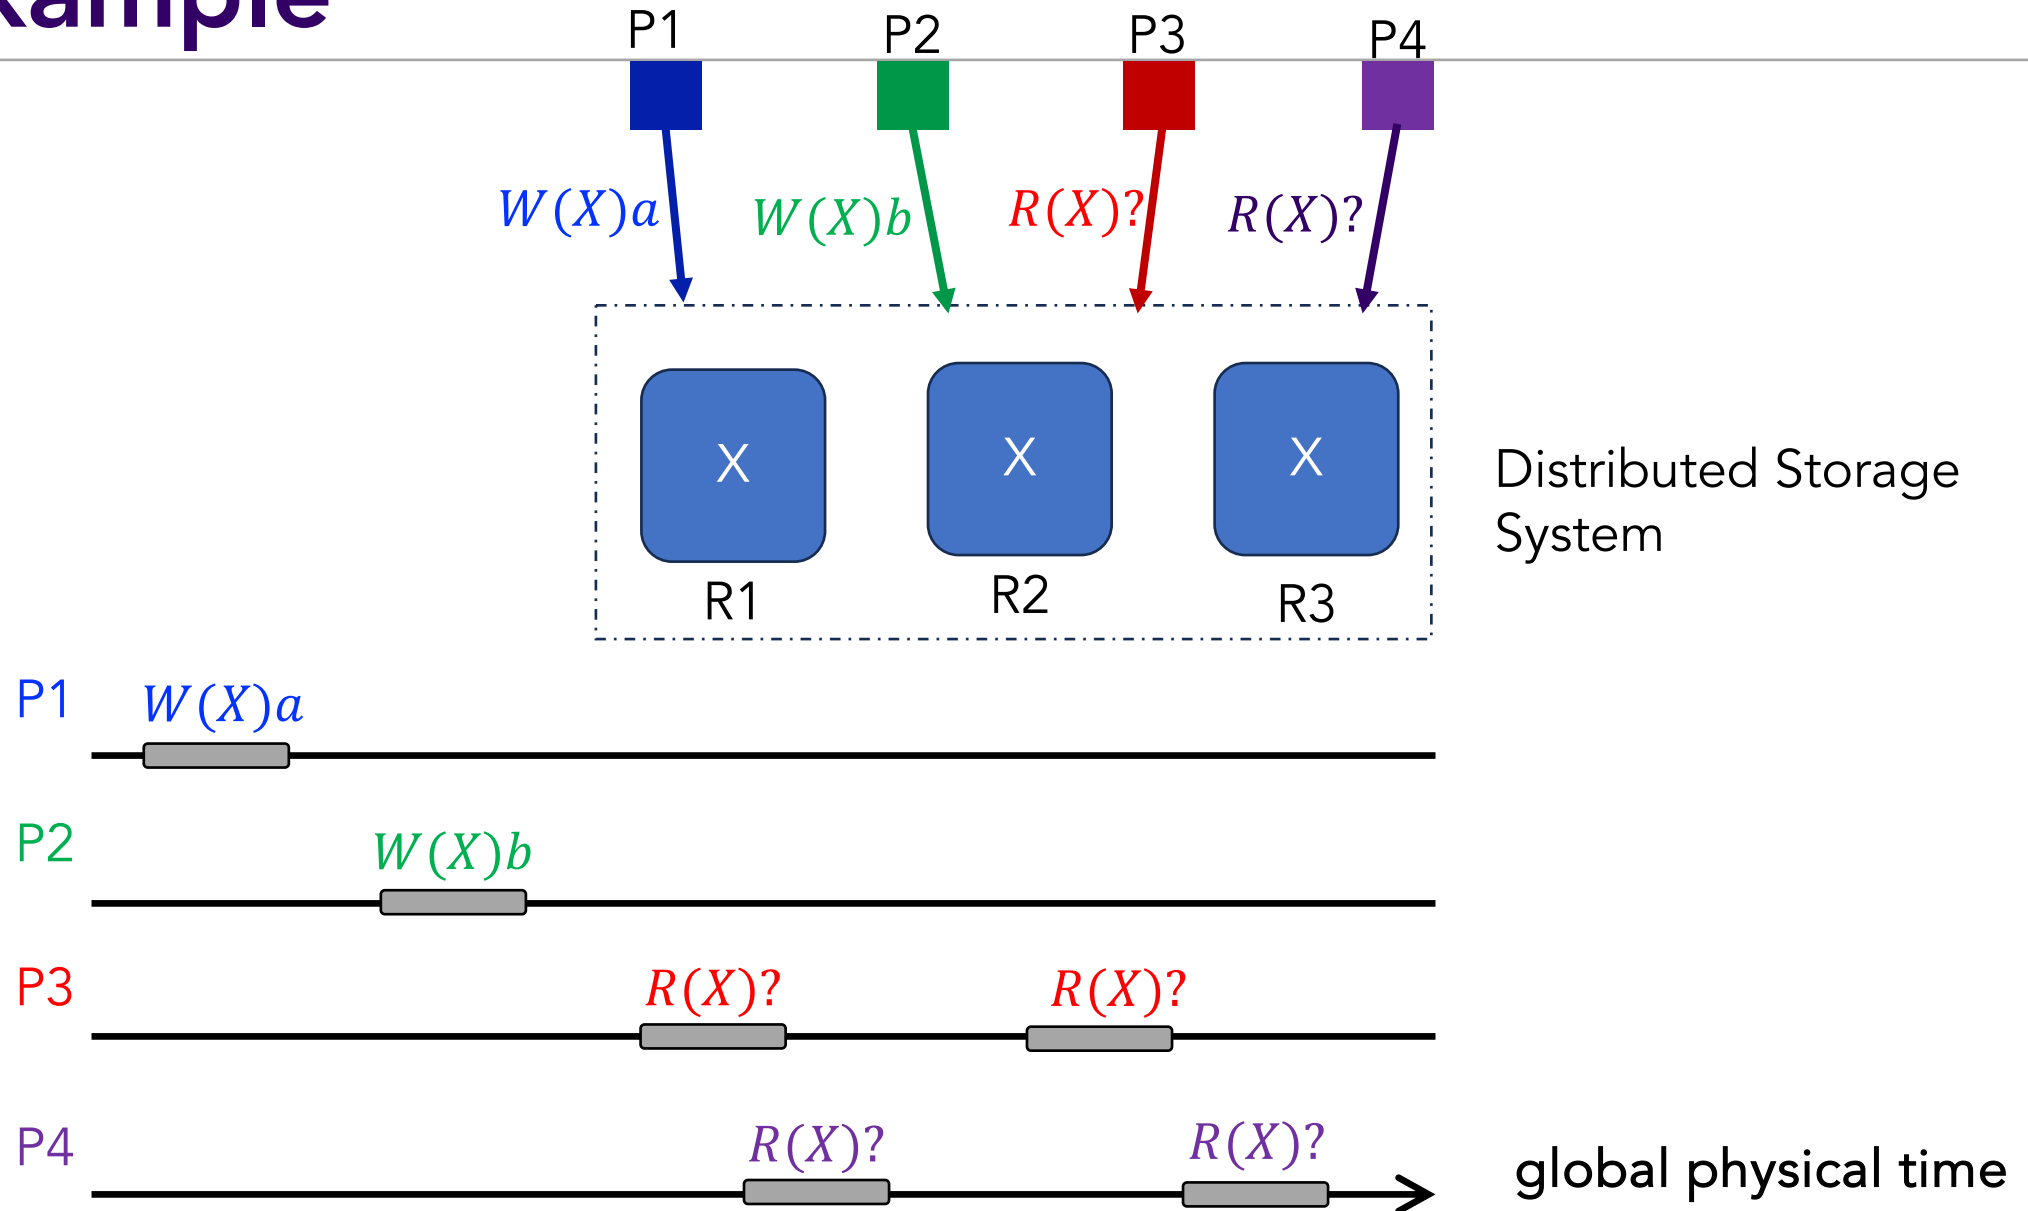 P1 P2 P3 P4
W(X)a W(X)b R(X)? R(X)?
X X X
Distributed Storage
System
R1 R2 R3
P1 W(X)a
P2 W(X)b
P3 R(X)? R(X)?
P4 R(X)? R(X)?
global physical time